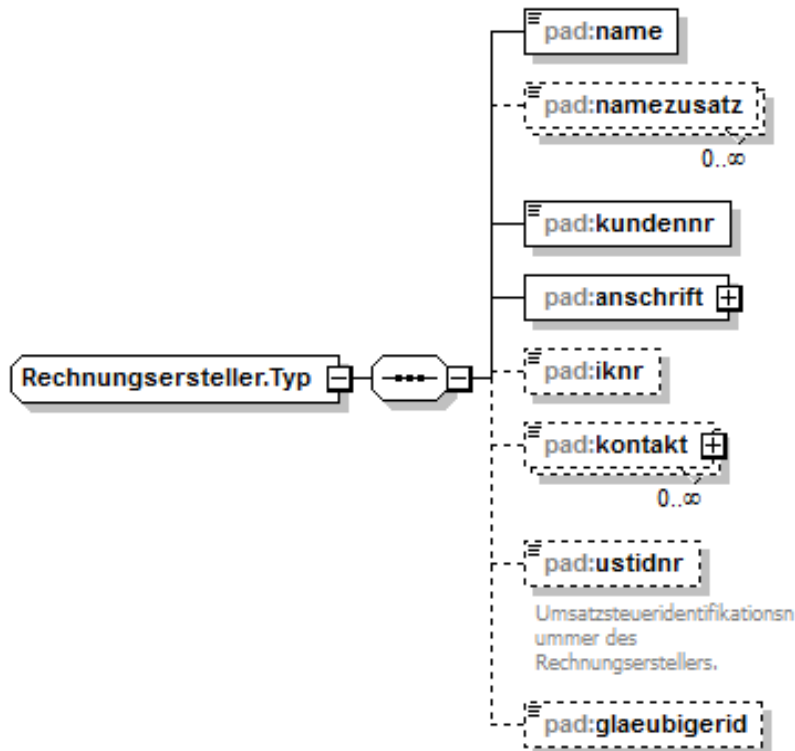 pad:name
pad:namezusatz
0..∞
pad:kundennr
pad:anschrift
Rechnungsersteller.Typ
pad:iknr
pad:kontakt
0..∞
pad:ustidnr
Umsatzsteueridentifikationsn
ummer des
Rechnungserstellers.
pad:glaeubigerid